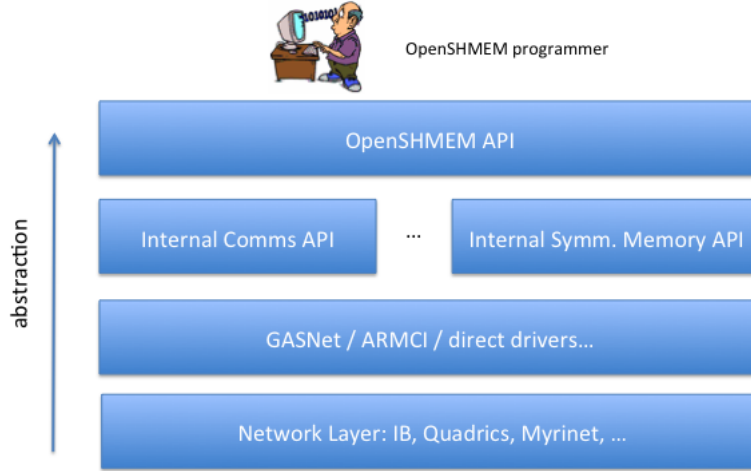 101010
OpenSHMEM programmer
OpenSHMEM API
abstraction
Internal Comms API
...
Internal Symm. Memory API
GASNet / ARMCI / direct drivers...
Network Layer: IB, Quadrics, Myrinet, ...